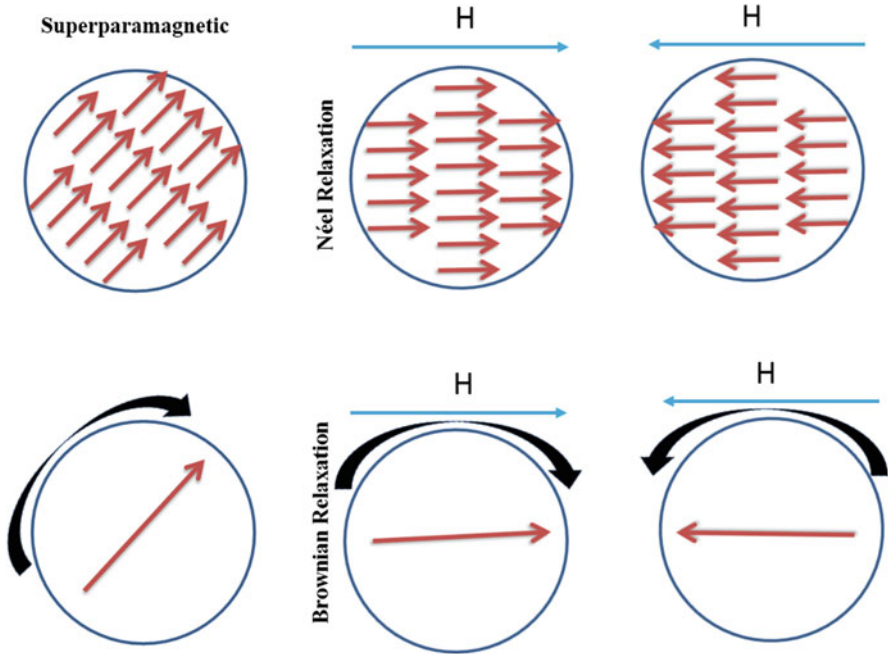 Superparamagnetic
H
H
Néel Relaxation
H
H
Brownian Relaxation